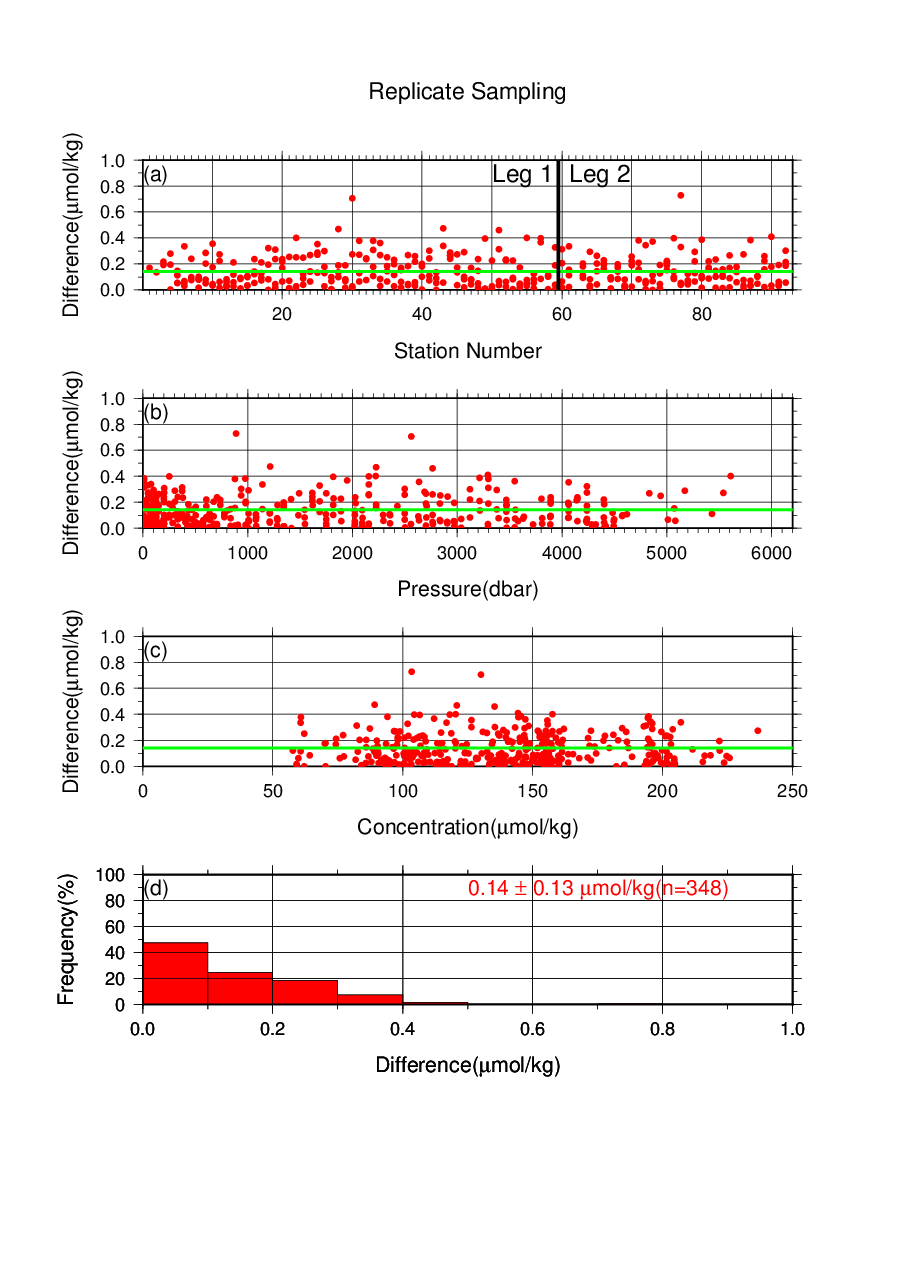 Replicate Sampling
Difference(μmol/kg)
1.0
0.8
0.6
0.4
0.2
0.0
(a)
Leg 1
Leg 2
20 40 60 80
Station Number
Difference(μmol/kg)
1.0
0.8
0.6
0.4
0.2
0.0
(b)
0 1000 2000 3000 4000 5000 6000
Pressure(dbar)
Difference(μmol/kg)
1.0
0.8
0.6
0.4
0.2
0.0
(c)
0 50 100 150 200 250
Concentration(μmol/kg)
Frequency(%)
100
80
60
40
20
0
(d)
0.14 ± 0.13 μmol/kg(n=348)
0.0 0.2 0.4 0.6 0.8 1.0
Difference(μmol/kg)